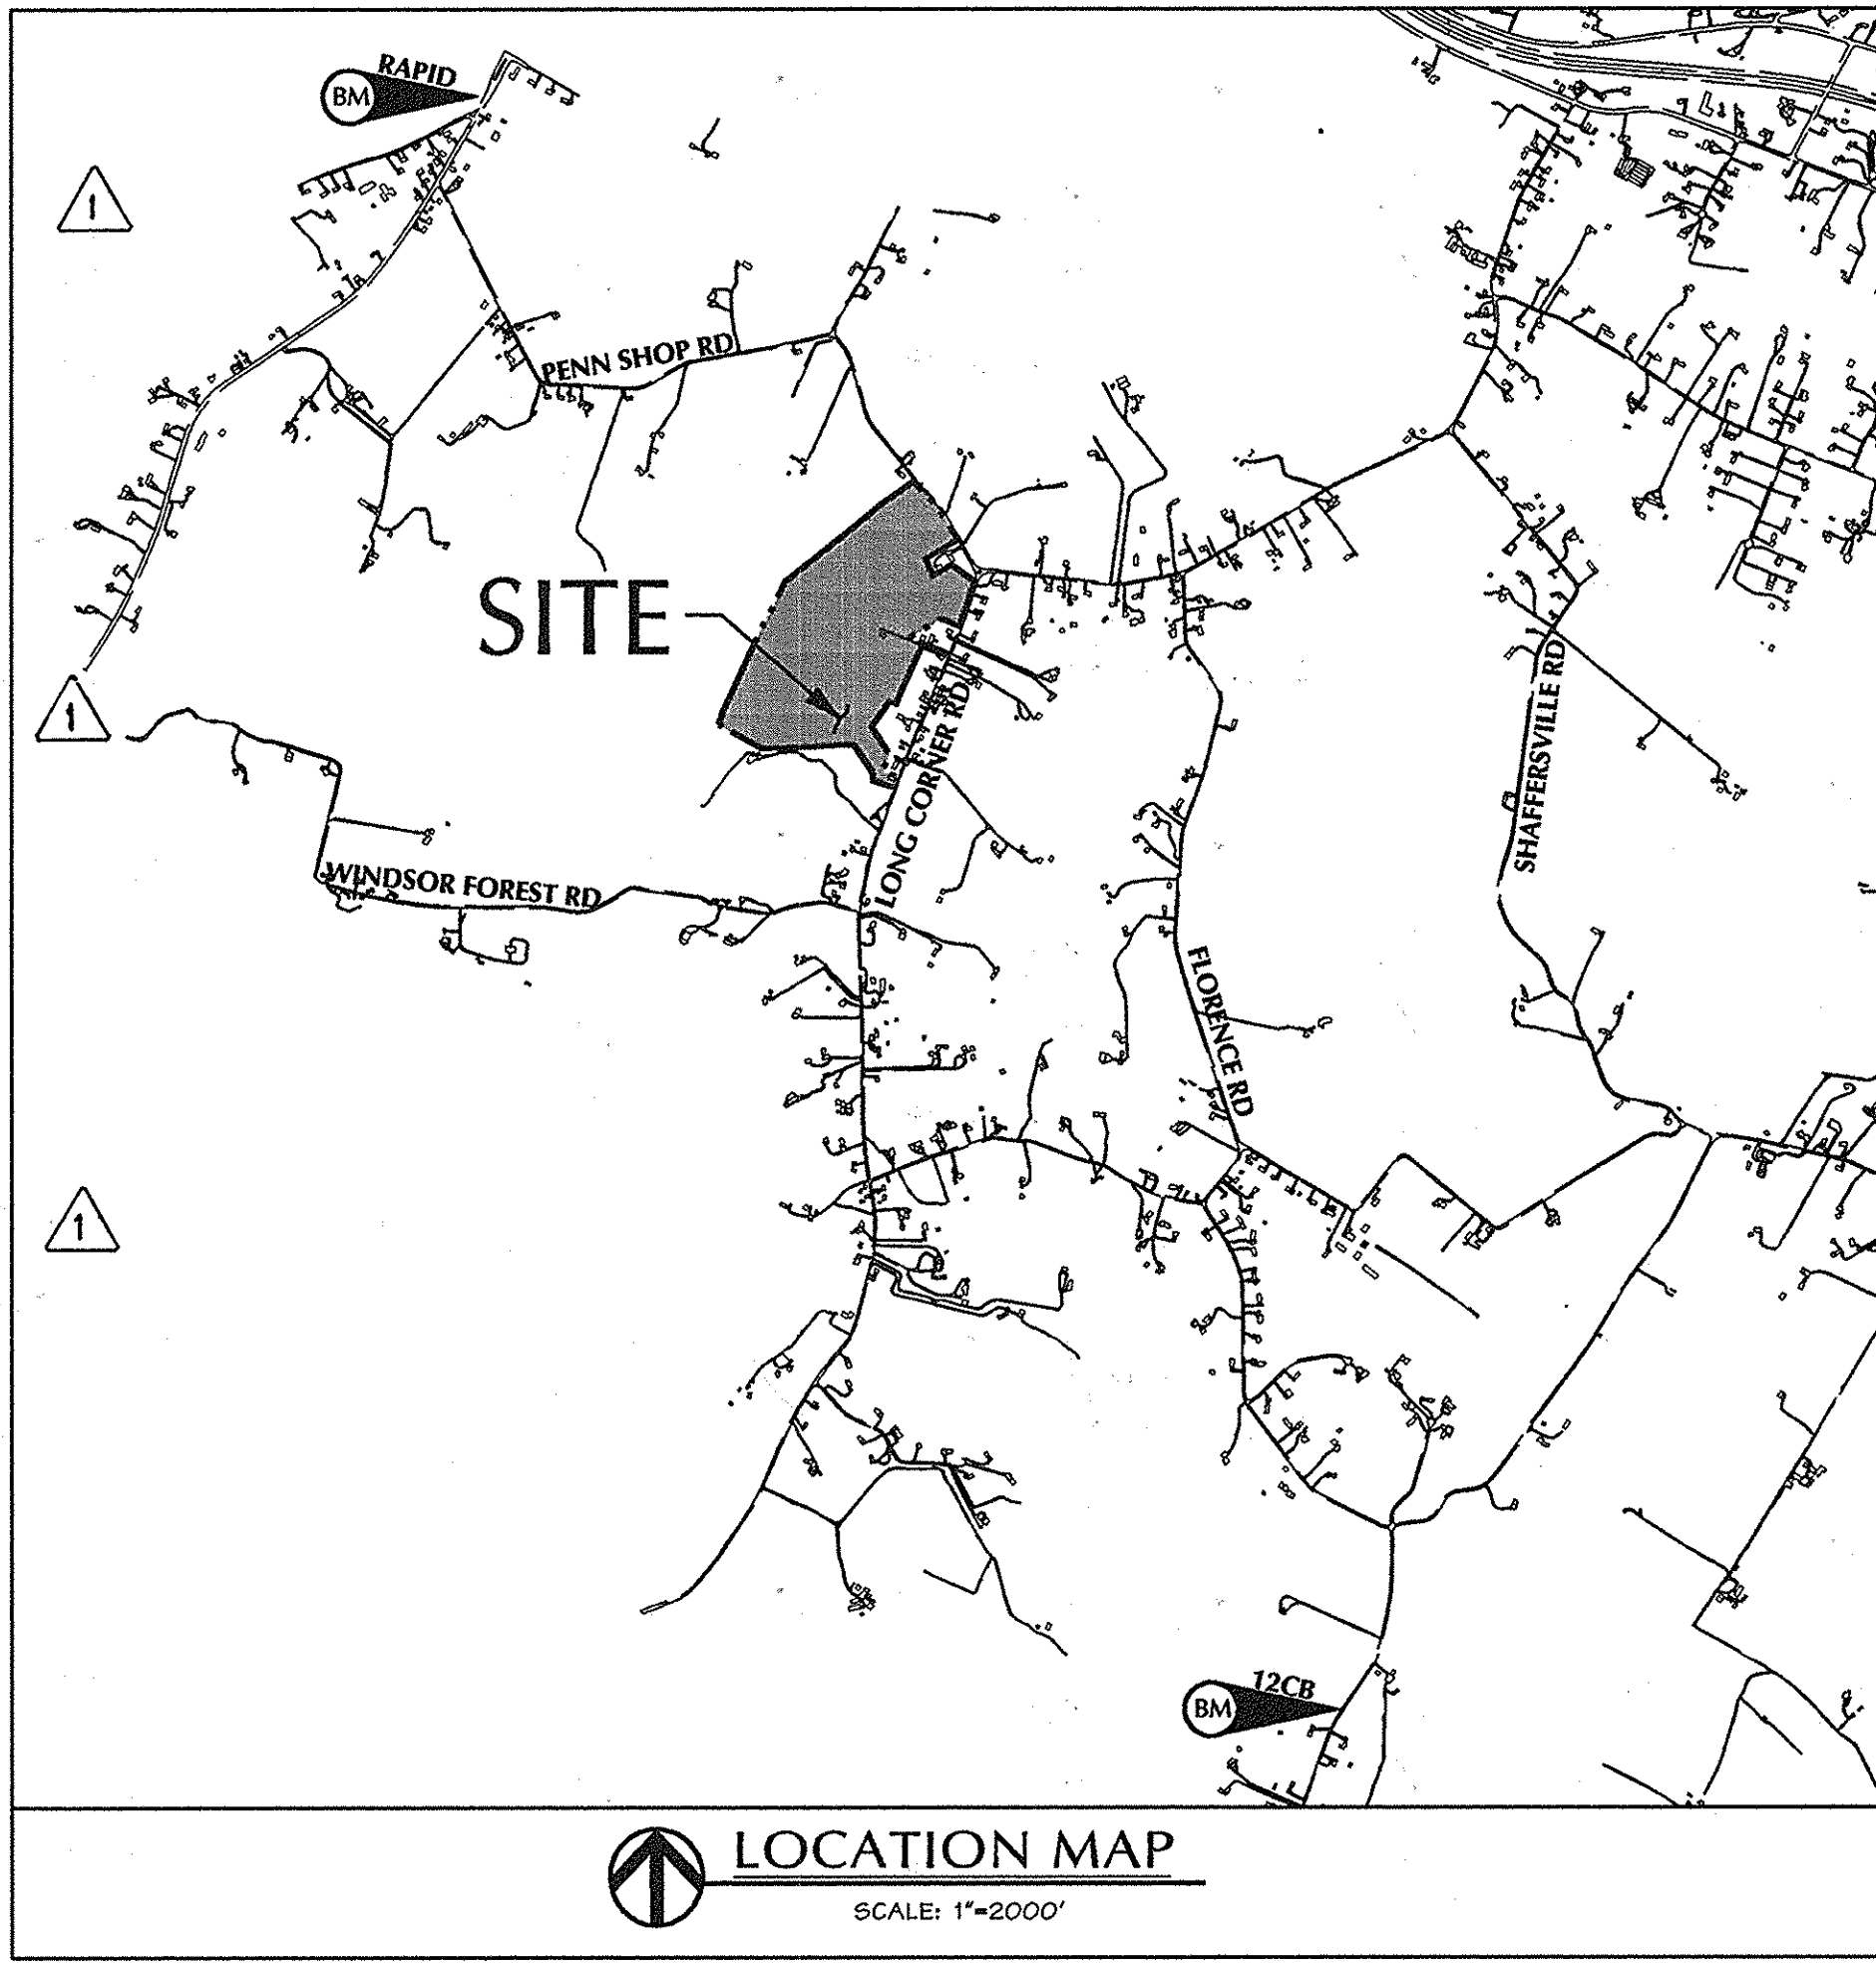 RAPID
BM
1
PENN SHOP RD
SITE
1
LONG CORNER RD
SHAFFERSVILLE RD
WINDSOR FOREST RD
FLORENCE RD
1
12CB
BM
LOCATION MAP
SCALE: 1"=2000'